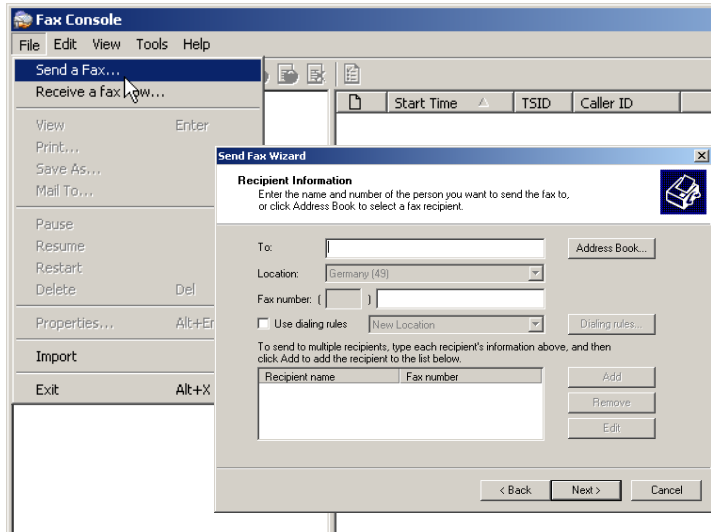 Fax Console
File Edit View Tools Help
Send a Fax...
Receive a fax now...
View Enter
Print...
Save As...
Mail To...
Pause
Resume
Restart
Delete Del
Properties... Alt+En
Import
Exit Alt+X
Start Time TSID Caller ID
Send Fax Wizard
Recipient Information
Enter the name and number of the person you want to send the fax to,
or click Address Book to select a fax recipient.
To: Address Book...
Location: Germany (49)
Fax number: ( )
Use dialing rules New Location Dialing rules...
To send to multiple recipients, type each recipient's information above, and then
click Add to add the recipient to the list below.
Recipient name Fax number
Add
Remove
Edit
< Back Next > Cancel